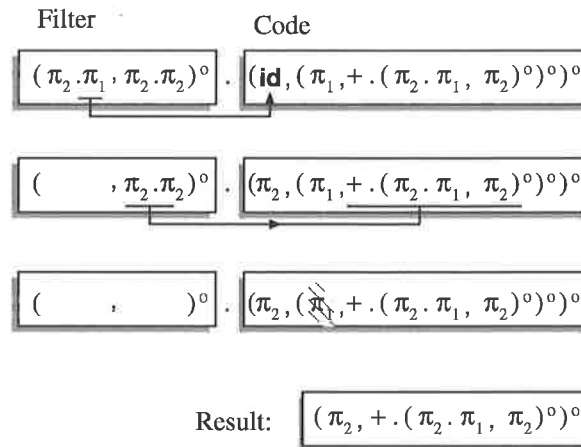 Filter Code
( π₂ .π₁ , π₂ .π₂ )° . (id, ( π₁ ,+ . ( π₂ . π₁ , π₂ )°)°)°
( , π₂ .π₂ )° . (π₂ , ( π₁ ,+ . ( π₂ . π₁ , π₂ )°)°)°
( , )° . (π₂ , ( π₁ ,+ . ( π₂ . π₁ , π₂ )°)°)°
Result: ( π₂ , + . ( π₂ . π₁ , π₂ )°)°